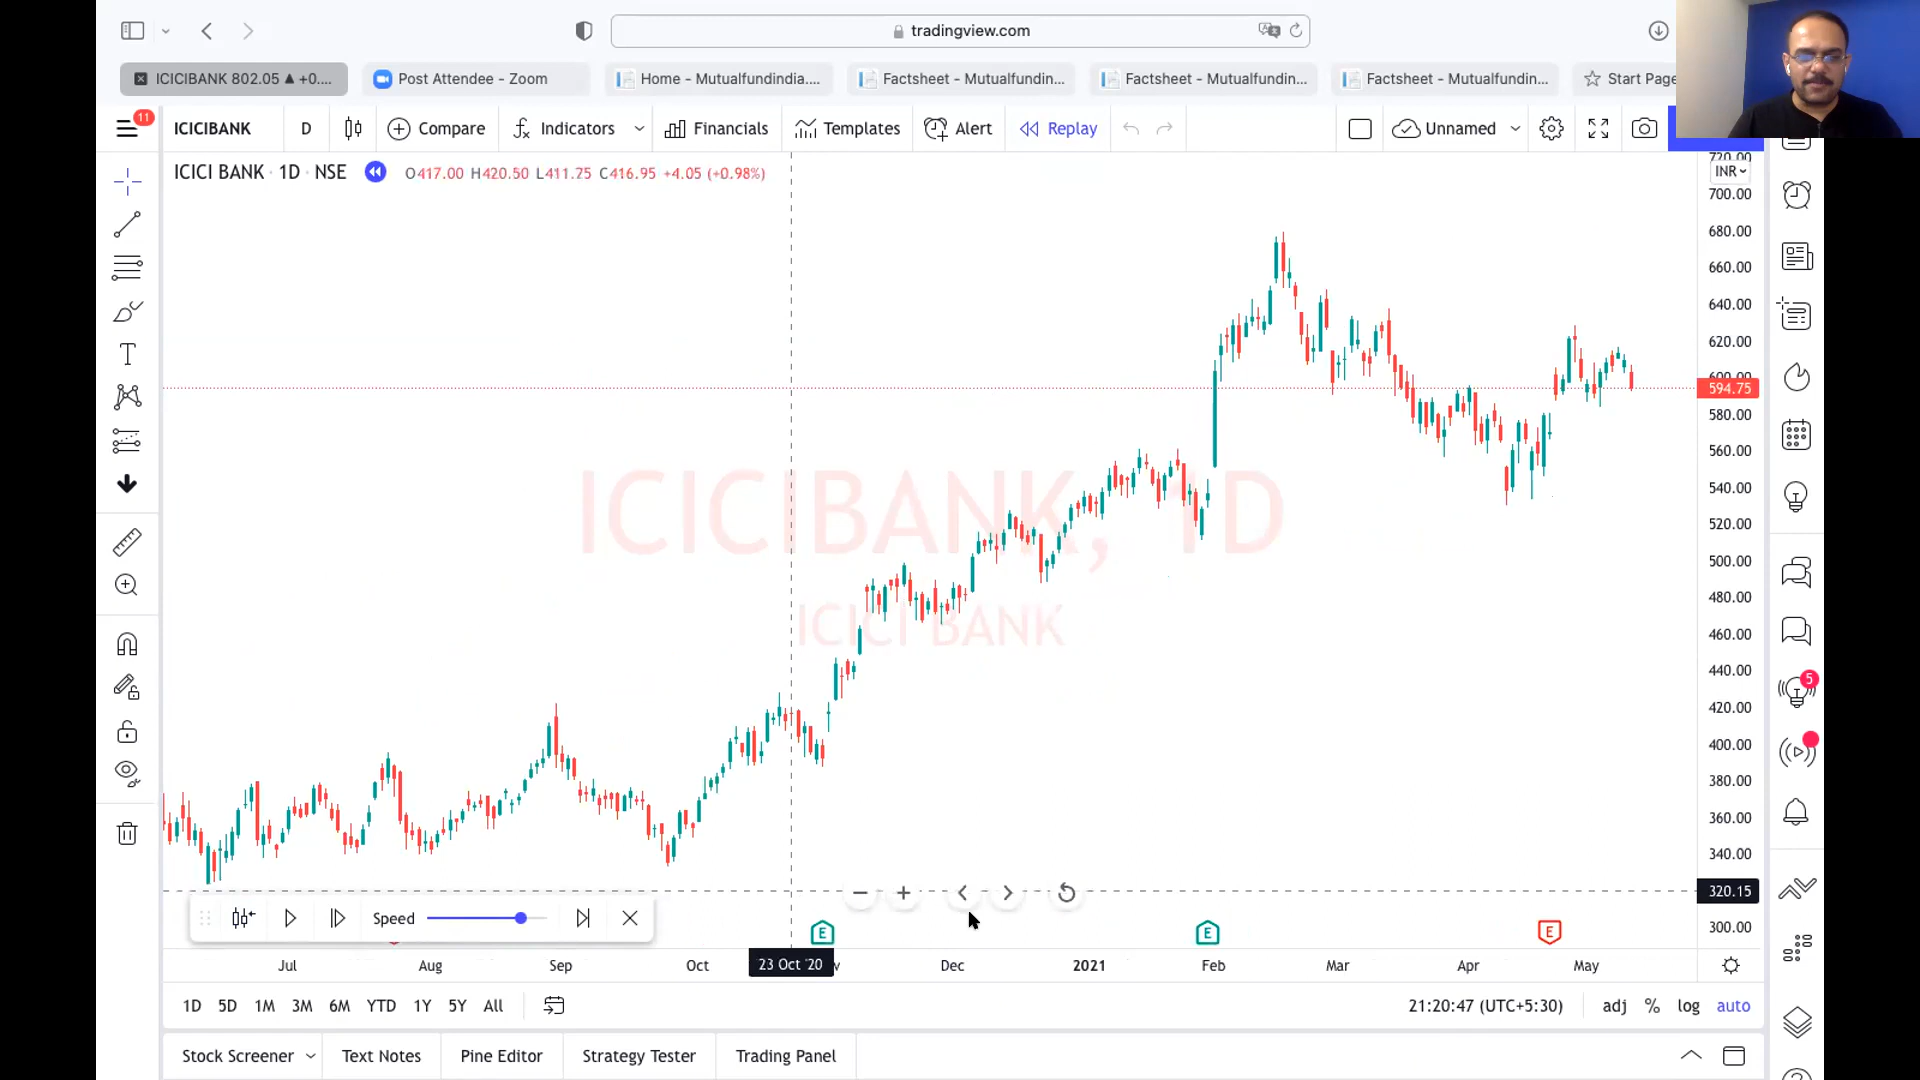 tradingview.com
ICICIBANK 802.05 ▲ +0....
Post Attendee - Zoom
Home - Mutualfundindia....
Factsheet - Mutualfundin...
Factsheet - Mutualfundin...
Factsheet - Mutualfundin...
Start Page
11
ICICIBANK
D
Compare
Indicators
Financials
Templates
Alert
Replay
Unnamed
ICICI BANK · 1D · NSE
O417.00 H420.50 L411.75 C416.95 +4.05 (+0.98%)
720.00
INR
700.00
680.00
660.00
640.00
620.00
600.00
594.75
580.00
560.00
540.00
520.00
500.00
480.00
460.00
440.00
420.00
400.00
380.00
360.00
340.00
320.15
300.00
ICICIBANK, 1D
ICICI BANK
5
Speed
E
E
E
Jul
Aug
Sep
Oct
23 Oct '20
Dec
2021
Feb
Mar
Apr
May
1D 5D 1M 3M 6M YTD 1Y 5Y All
21:20:47 (UTC+5:30)
adj % log auto
Stock Screener
Text Notes
Pine Editor
Strategy Tester
Trading Panel